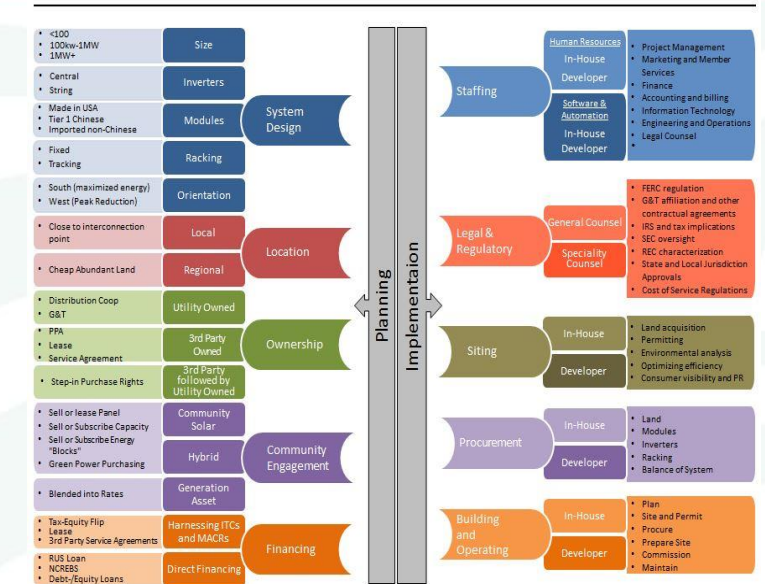 • <100
• 100kw-1MW
• 1MW+
Size
• Central
• String
Inverters
• Made in USA
• Tier 1 Chinese
• Imported non-Chinese
Modules
• Fixed
• Tracking
Racking
• South (maximized energy)
• West (Peak Reduction)
Orientation
System
Design
• Close to interconnection
point
Local
• Cheap Abundant Land
Regional
Location
• Distribution Coop
• G&T
Utility Owned
• PPA
• Lease
• Service Agreement
3rd Party
Owned
• Step-in Purchase Rights
3rd Party
followed by
Utility Owned
Ownership
• Sell or lease Panel
• Sell or Subscribe Capacity
• Sell or Subscribe Energy
"Blocks"
• Green Power Purchasing
Community
Solar
Hybrid
• Blended into Rates
Generation
Asset
Community
Engagement
• Tax-Equity Flip
• Lease
• 3rd Party Service Agreements
Harnessing ITCs
and MACRs
• RUS Loan
• NCREBS
• Debt-/Equity Loans
Direct Financing
Financing
Planning
Implementaion
Staffing
Human Resources
In-House
Developer
Software &
Automation
In-House
Developer
• Project Management
• Marketing and Member
Services
• Finance
• Accounting and billing
• Information Technology
• Engineering and Operations
• Legal Counsel
•
Legal &
Regulatory
General Counsel
Speciality
Counsel
• FERC regulation
• G&T affiliation and other
contractual agreements
• IRS and tax implications
• SEC oversight
• REC characterization
• State and Local Jurisdiction
Approvals
• Cost of Service Regulations
Siting
In-House
Developer
• Land acquisition
• Permitting
• Environmental analysis
• Optimizing efficiency
• Consumer visibility and PR
Procurement
In-House
Developer
• Land
• Modules
• Inverters
• Racking
• Balance of System
Building
and
Operating
In-House
Developer
• Plan
• Site and Permit
• Procure
• Prepare Site
• Commission
• Maintain